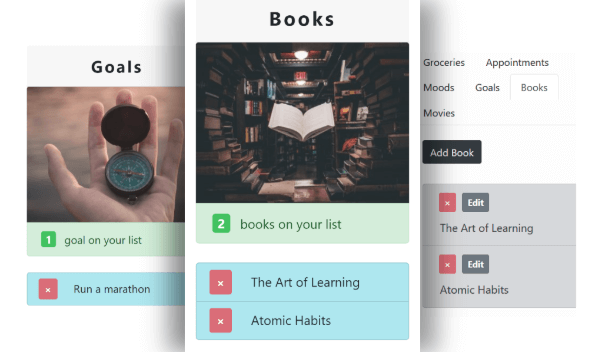 Goals
1 goal on your list
× Run a marathon
Books
2 books on your list
× The Art of Learning
× Atomic Habits
Groceries Appointments
Moods Goals Books
Movies
Add Book
× Edit
The Art of Learning
× Edit
Atomic Habits